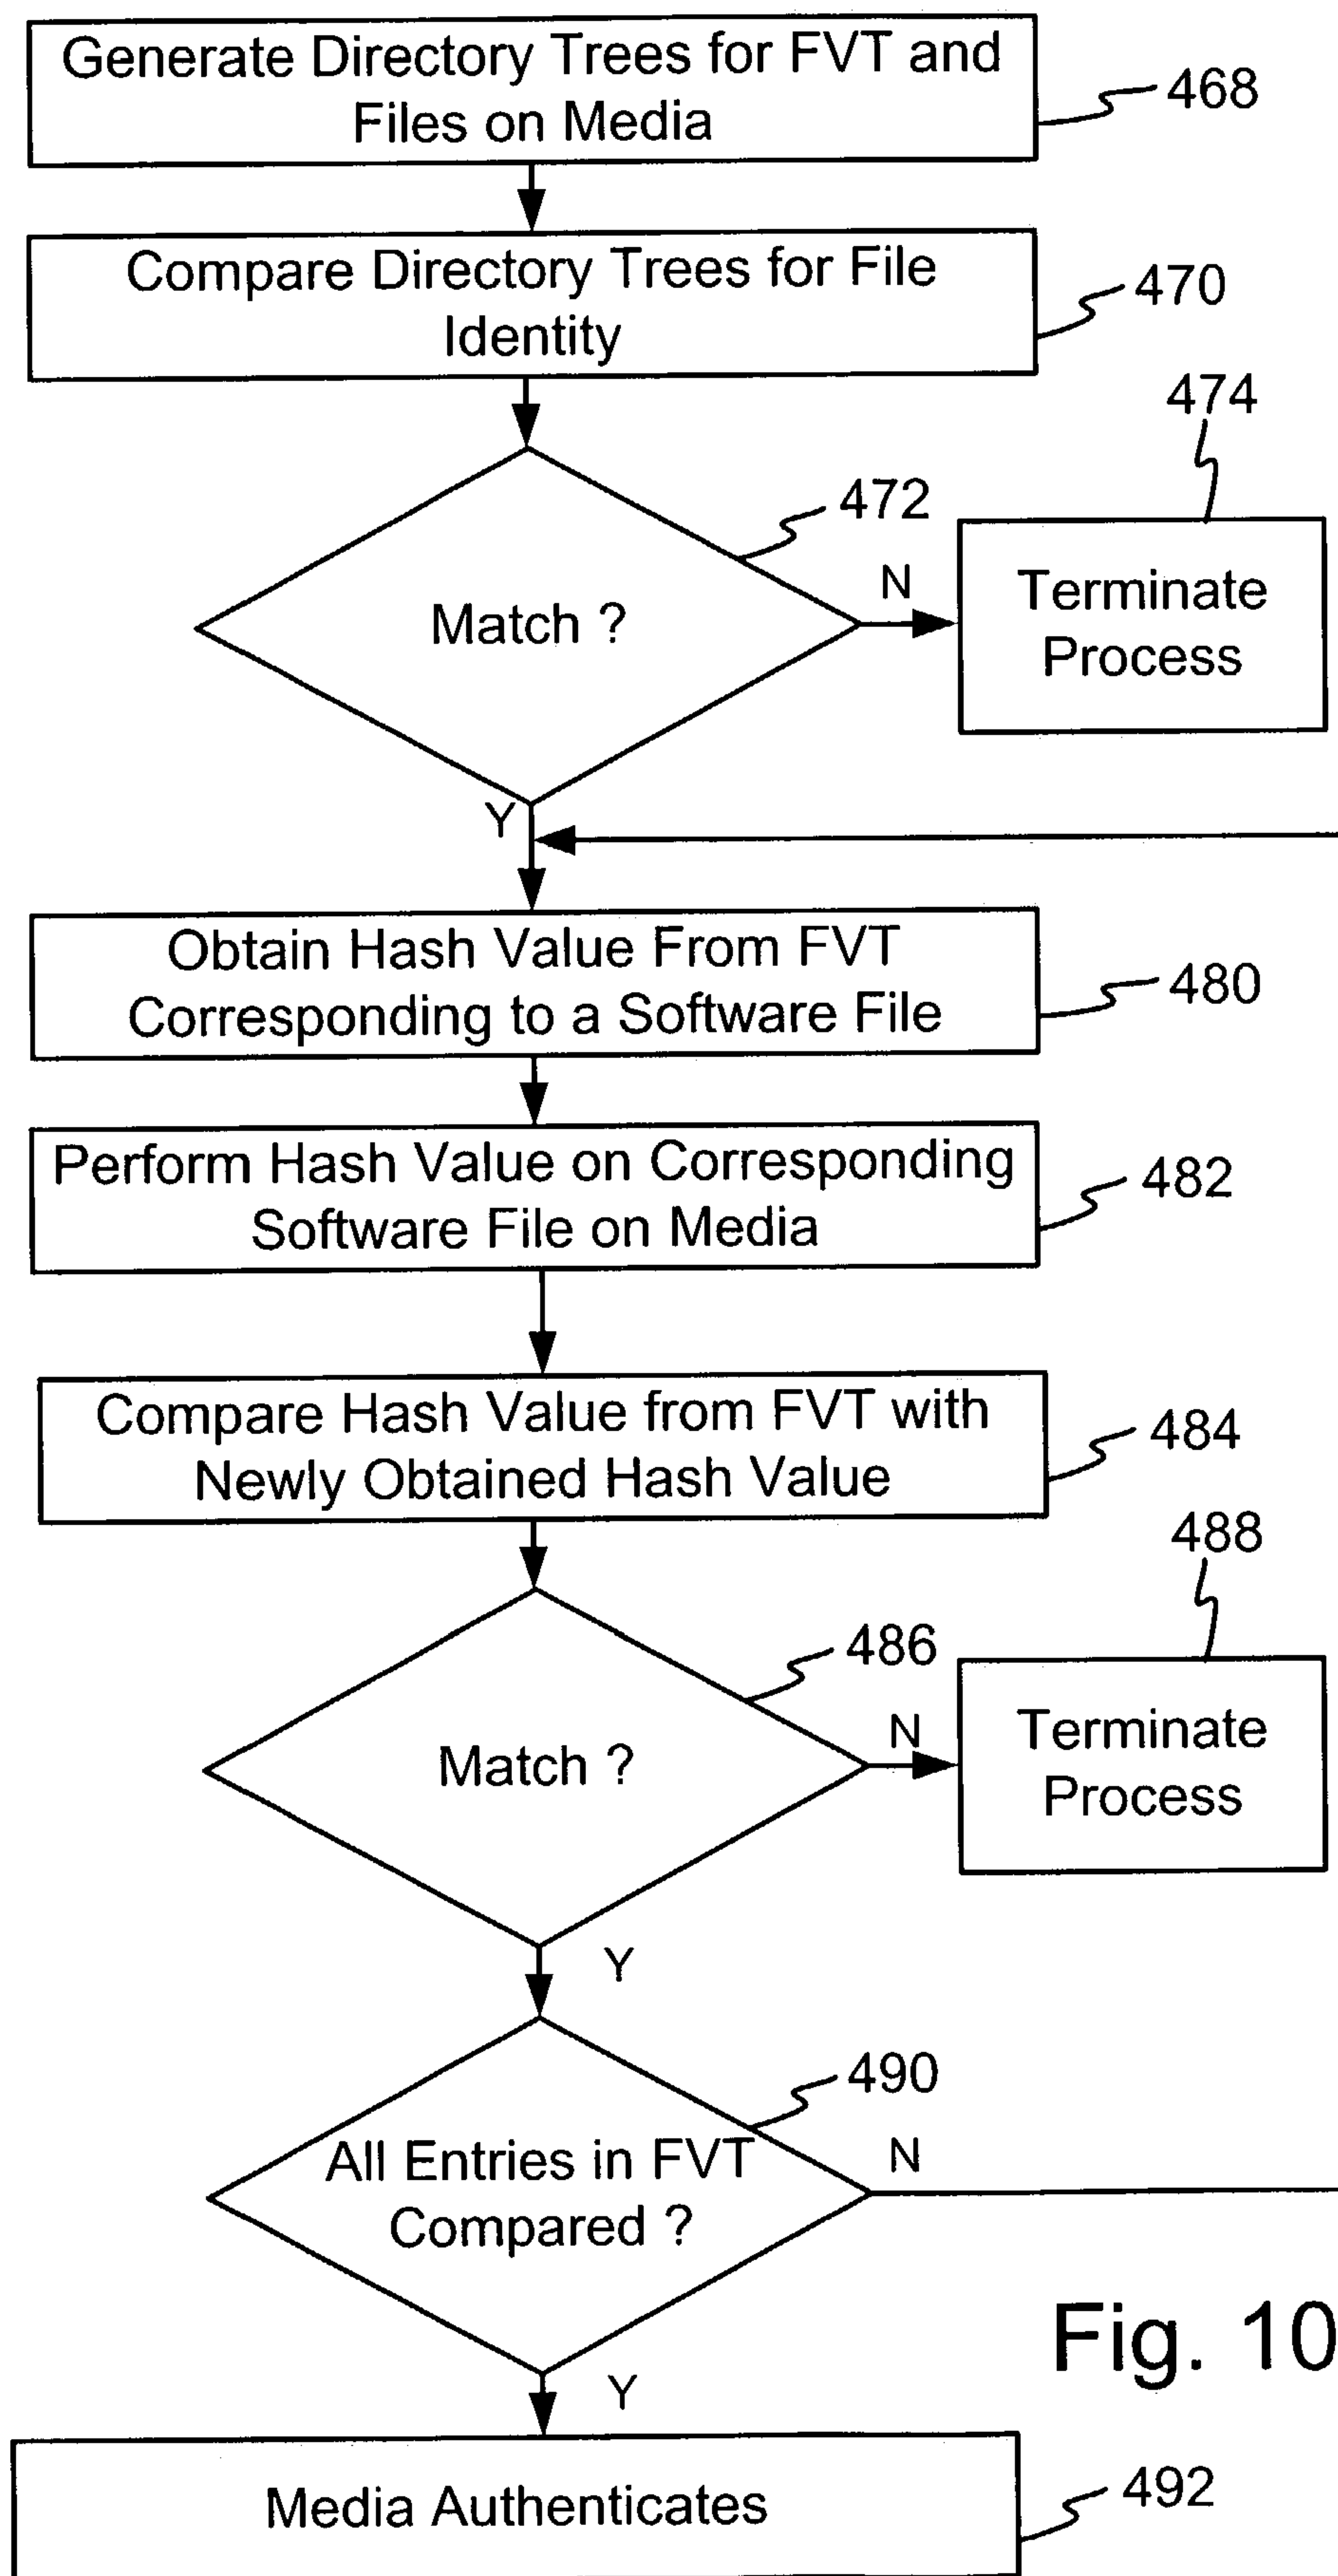 Generate Directory Trees for FVT and
Files on Media
468
Compare Directory Trees for File
Identity
470
474
472
Match ?
N
Terminate
Process
Y
Obtain Hash Value From FVT
Corresponding to a Software File
480
Perform Hash Value on Corresponding
Software File on Media
482
Compare Hash Value from FVT with
Newly Obtained Hash Value
484
488
486
Match ?
N
Terminate
Process
Y
490
All Entries in FVT
Compared ?
N
Fig. 10
Y
Media Authenticates
492